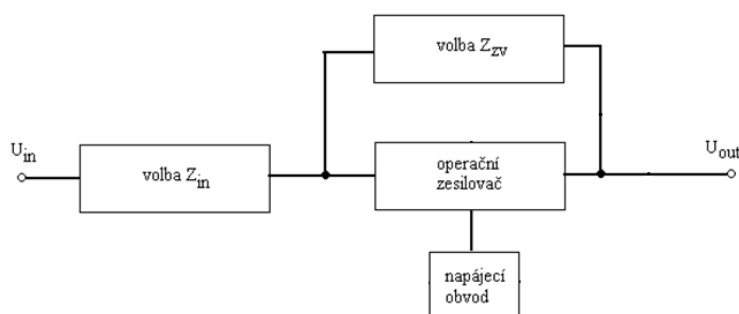 volba Z_zv
U_in
volba Z_in
operační
zesilovač
U_out
napájecí
obvod